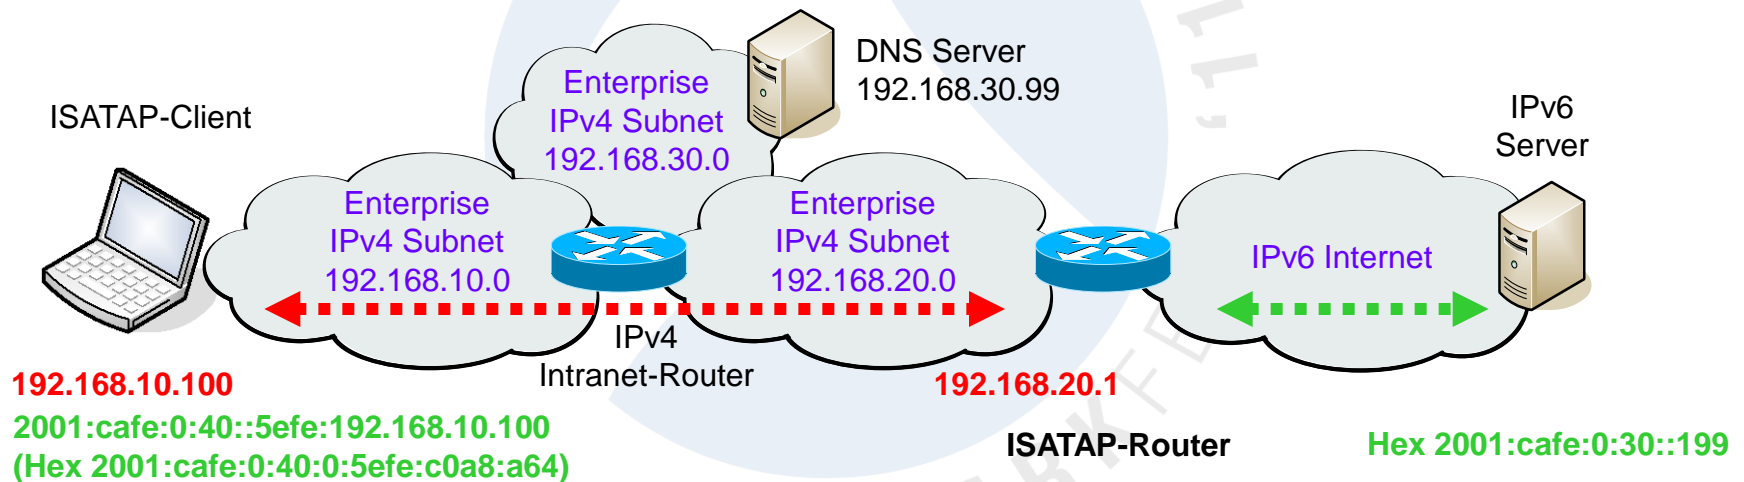 DNS Server
192.168.30.99
Enterprise
IPv4 Subnet
192.168.30.0
ISATAP-Client
IPv6
Server
Enterprise
IPv4 Subnet
192.168.10.0
Enterprise
IPv4 Subnet
192.168.20.0
IPv6 Internet
IPv4
Intranet-Router
192.168.10.100
192.168.20.1
2001:cafe:0:40::5efe:192.168.10.100
(Hex 2001:cafe:0:40:0:5efe:c0a8:a64)
ISATAP-Router
Hex 2001:cafe:0:30::199